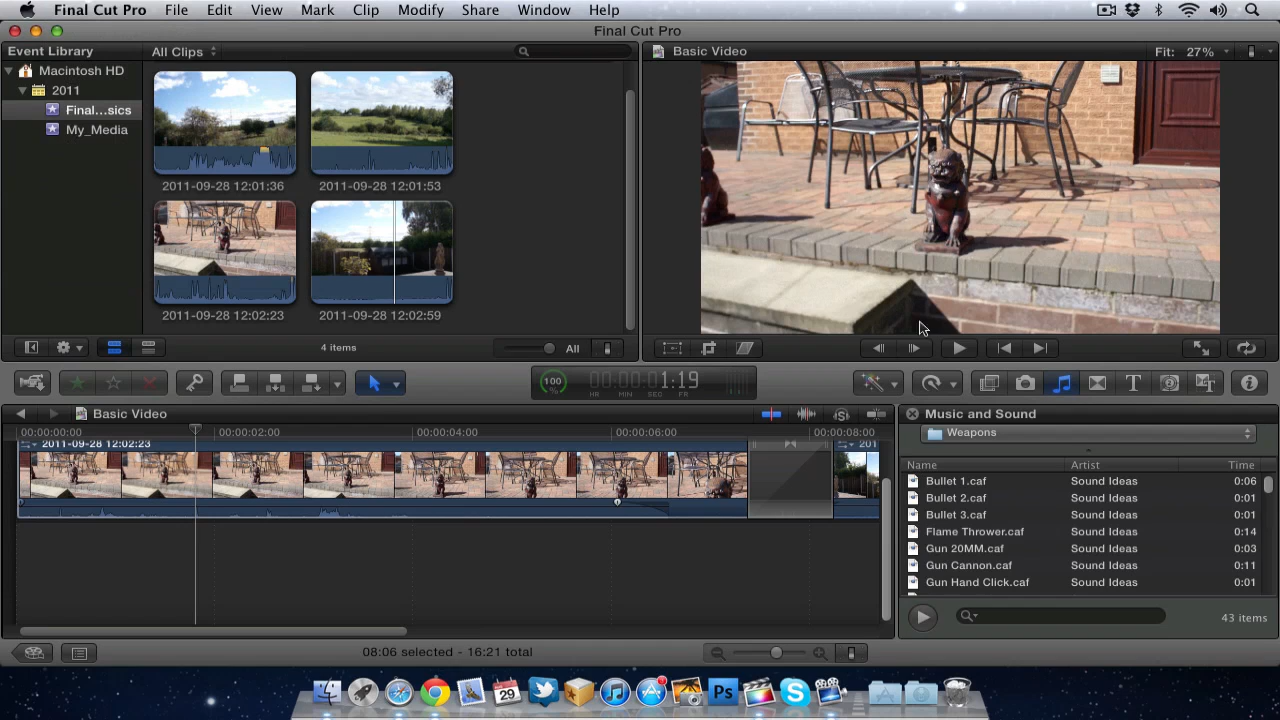 Final Cut Pro File Edit View Mark Clip Modify Share Window Help
Final Cut Pro
Event Library
All Clips
Basic Video
Fit: 27%
Macintosh HD
2011
Final...sics
My_Media
2011-09-28 12:01:36
2011-09-28 12:01:53
2011-09-28 12:02:23
2011-09-28 12:02:59
4 items
All
100
%
00:00:01:19
HR MIN SEC FR
T
Basic Video
00:00:00:00
00:00:02:00
00:00:04:00
00:00:06:00
00:00:08:00
2011-09-28 12:02:23
201
Music and Sound
Weapons
Name Artist Time
Bullet 1.caf Sound Ideas 0:06
Bullet 2.caf Sound Ideas 0:01
Bullet 3.caf Sound Ideas 0:01
Flame Thrower.caf Sound Ideas 0:14
Gun 20MM.caf Sound Ideas 0:03
Gun Cannon.caf Sound Ideas 0:11
Gun Hand Click.caf Sound Ideas 0:01
43 items
08:06 selected - 16:21 total
29
Ps